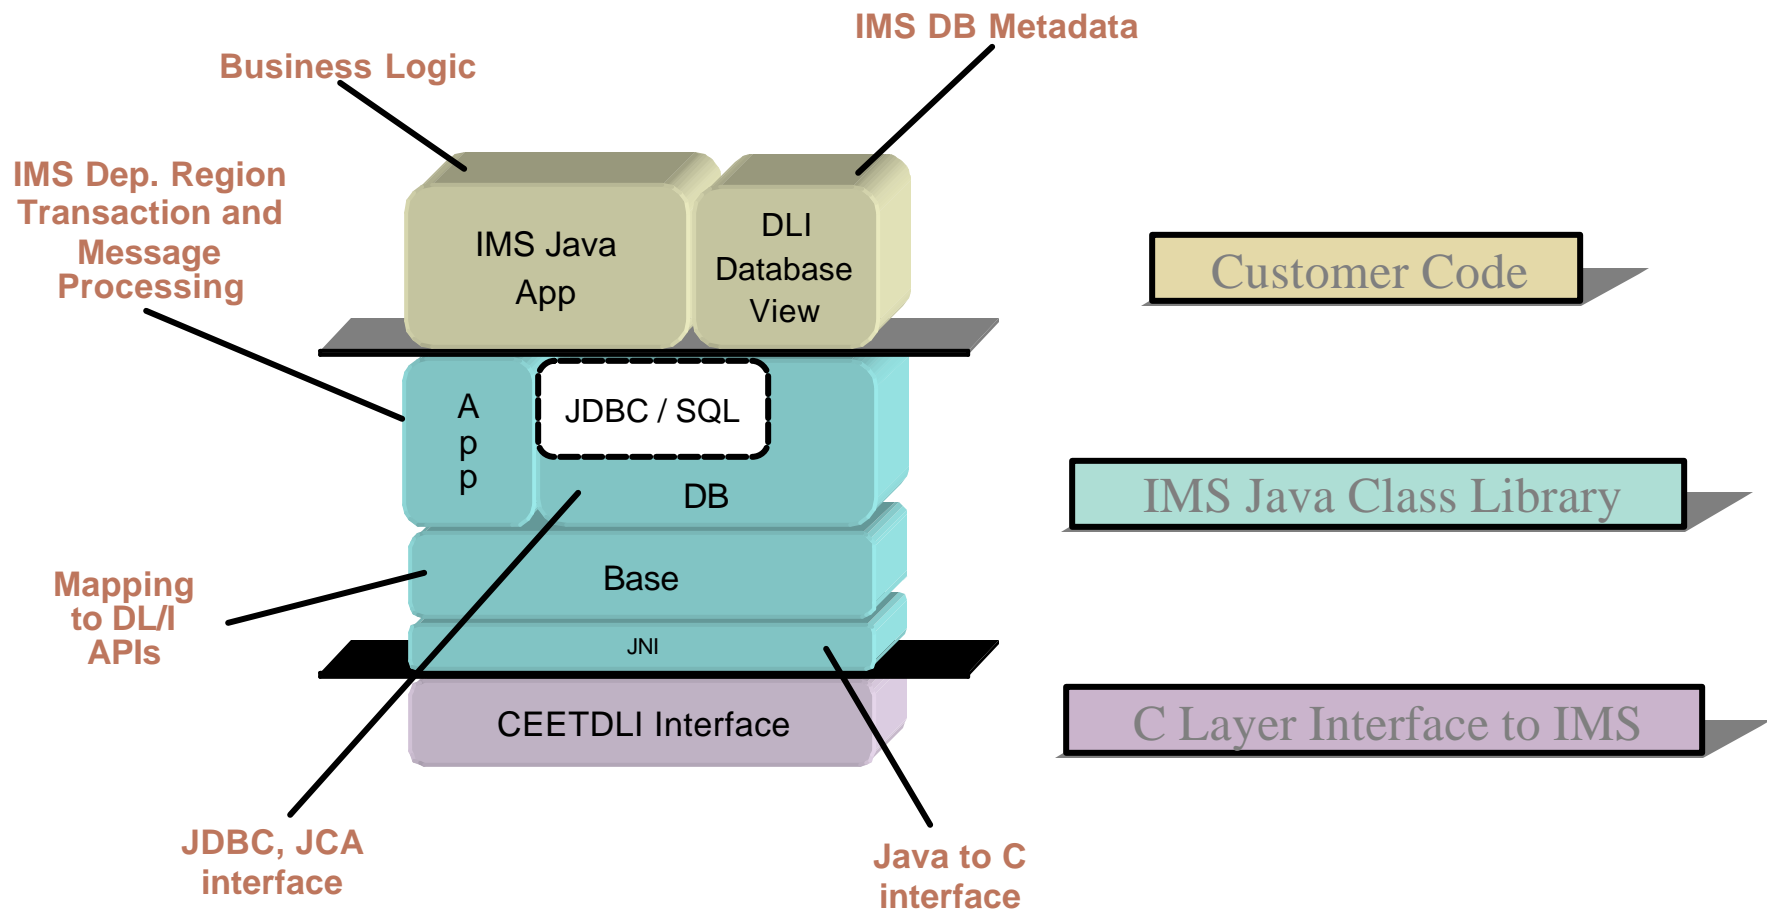 IMS DB Metadata
Business Logic
IMS Dep. Region
Transaction and
Message
Processing
IMS Java
App
DLI
Database
View
Customer Code
A
p
p
JDBC / SQL
DB
IMS Java Class Library
Base
Mapping
to DL/I
APIs
JNI
CEETDLI Interface
C Layer Interface to IMS
JDBC, JCA
interface
Java to C
interface